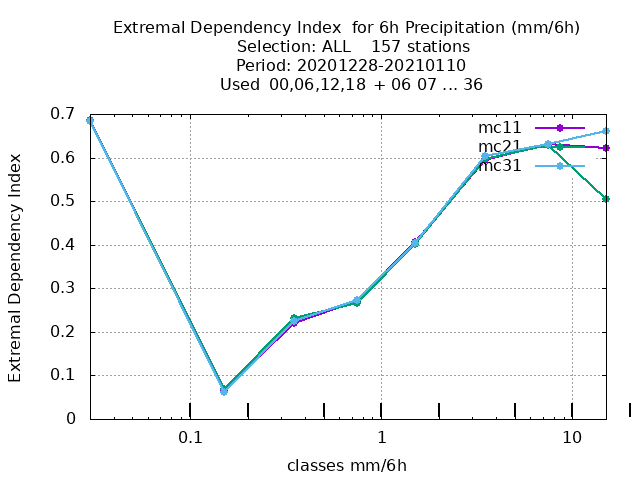 Extremal Dependency Index  for 6h Precipitation (mm/6h)
Selection: ALL    157 stations
Period: 20201228-20210110
Used  00,06,12,18  + 06 07 ... 36
mc11
mc21
mc31
Extremal Dependency Index
0.7
0.6
0.5
0.4
0.3
0.2
0.1
0
0.1
1
10
classes mm/6h